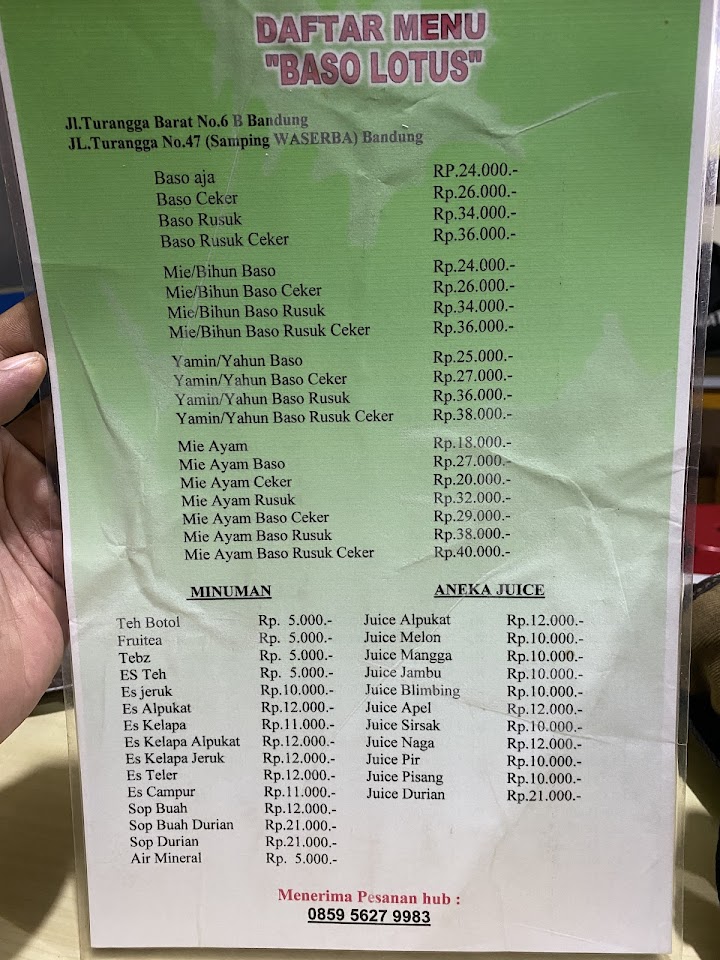 DAFTAR MENU
"BASO LOTUS"
Jl.Turangga Barat No.6 B Bandung
JL.Turangga No.47 (Samping WASERBA) Bandung
Baso aja RP.24.000.-
Baso Ceker Rp.26.000.-
Baso Rusuk Rp.34.000.-
Baso Rusuk Ceker Rp.36.000.-
Mie/Bihun Baso Rp.24.000.-
Mie/Bihun Baso Ceker Rp.26.000.-
Mie/Bihun Baso Rusuk Rp.34.000.-
Mie/Bihun Baso Rusuk Ceker Rp.36.000.-
Yamin/Yahun Baso Rp.25.000.-
Yamin/Yahun Baso Ceker Rp.27.000.-
Yamin/Yahun Baso Rusuk Rp.36.000.-
Yamin/Yahun Baso Rusuk Ceker Rp.38.000.-
Mie Ayam Rp.18.000.-
Mie Ayam Baso Rp.27.000.-
Mie Ayam Ceker Rp.20.000.-
Mie Ayam Rusuk Rp.32.000.-
Mie Ayam Baso Ceker Rp.29.000.-
Mie Ayam Baso Rusuk Rp.38.000.-
Mie Ayam Baso Rusuk Ceker Rp.40.000.-
MINUMAN
Teh Botol Rp. 5.000.-
Fruitea Rp. 5.000.-
Tebz Rp. 5.000.-
ES Teh Rp. 5.000.-
Es jeruk Rp.10.000.-
Es Alpukat Rp.12.000.-
Es Kelapa Rp.11.000.-
Es Kelapa Alpukat Rp.12.000.-
Es Kelapa Jeruk Rp.12.000.-
Es Teler Rp.12.000.-
Es Campur Rp.11.000.-
Sop Buah Rp.12.000.-
Sop Buah Durian Rp.21.000.-
Sop Durian Rp.21.000.-
Air Mineral Rp. 5.000.-
ANEKA JUICE
Juice Alpukat Rp.12.000.-
Juice Melon Rp.10.000.-
Juice Mangga Rp.10.000.-
Juice Jambu Rp.10.000.-
Juice Blimbing Rp.10.000.-
Juice Apel Rp.12.000.-
Juice Sirsak Rp.10.000.-
Juice Naga Rp.12.000.-
Juice Pir Rp.10.000.-
Juice Pisang Rp.10.000.-
Juice Durian Rp.21.000.-
Menerima Pesanan hub :
0859 5627 9983